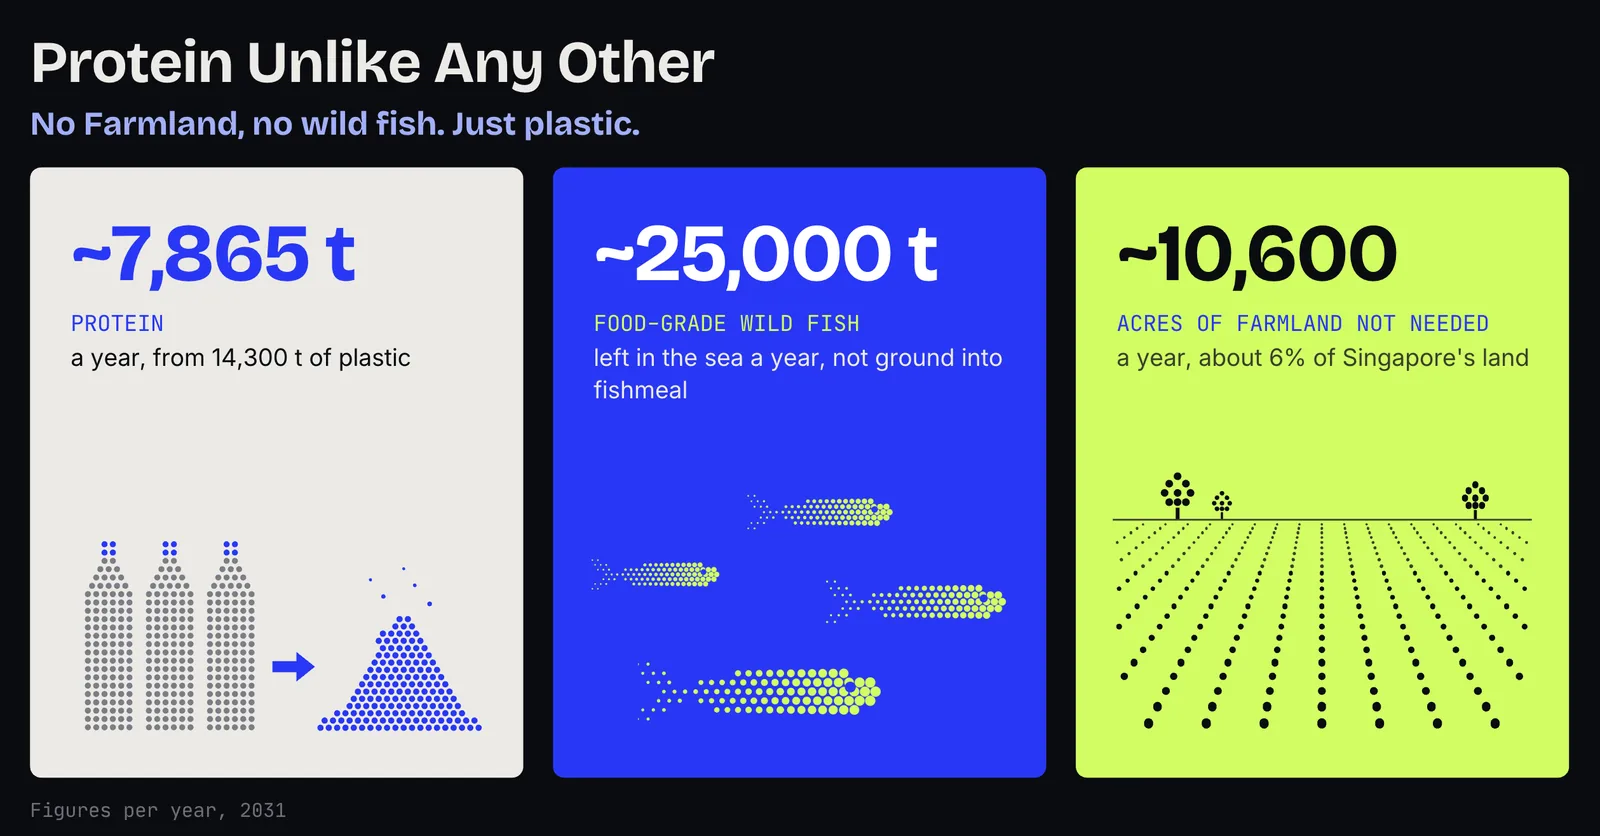 Protein Unlike Any Other
No Farmland, no wild fish. Just plastic.
~7,865 t
PROTEIN
a year, from 14,300 t of plastic
~25,000 t
FOOD-GRADE WILD FISH
left in the sea a year, not ground into
fishmeal
~10,600
ACRES OF FARMLAND NOT NEEDED
a year, about 6% of Singapore's land
Figures per year, 2031